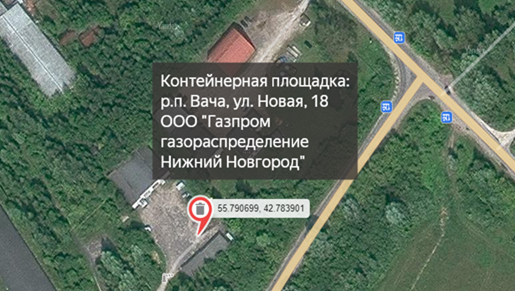 Контейнерная площадка:
р.п. Вача, ул. Новая, 18
ООО "Газпром
газораспределение
Нижний Новгород"
55.790699, 42.783901